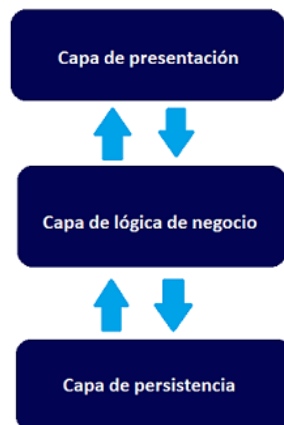 Capa de presentación
Capa de lógica de negocio
Capa de persistencia